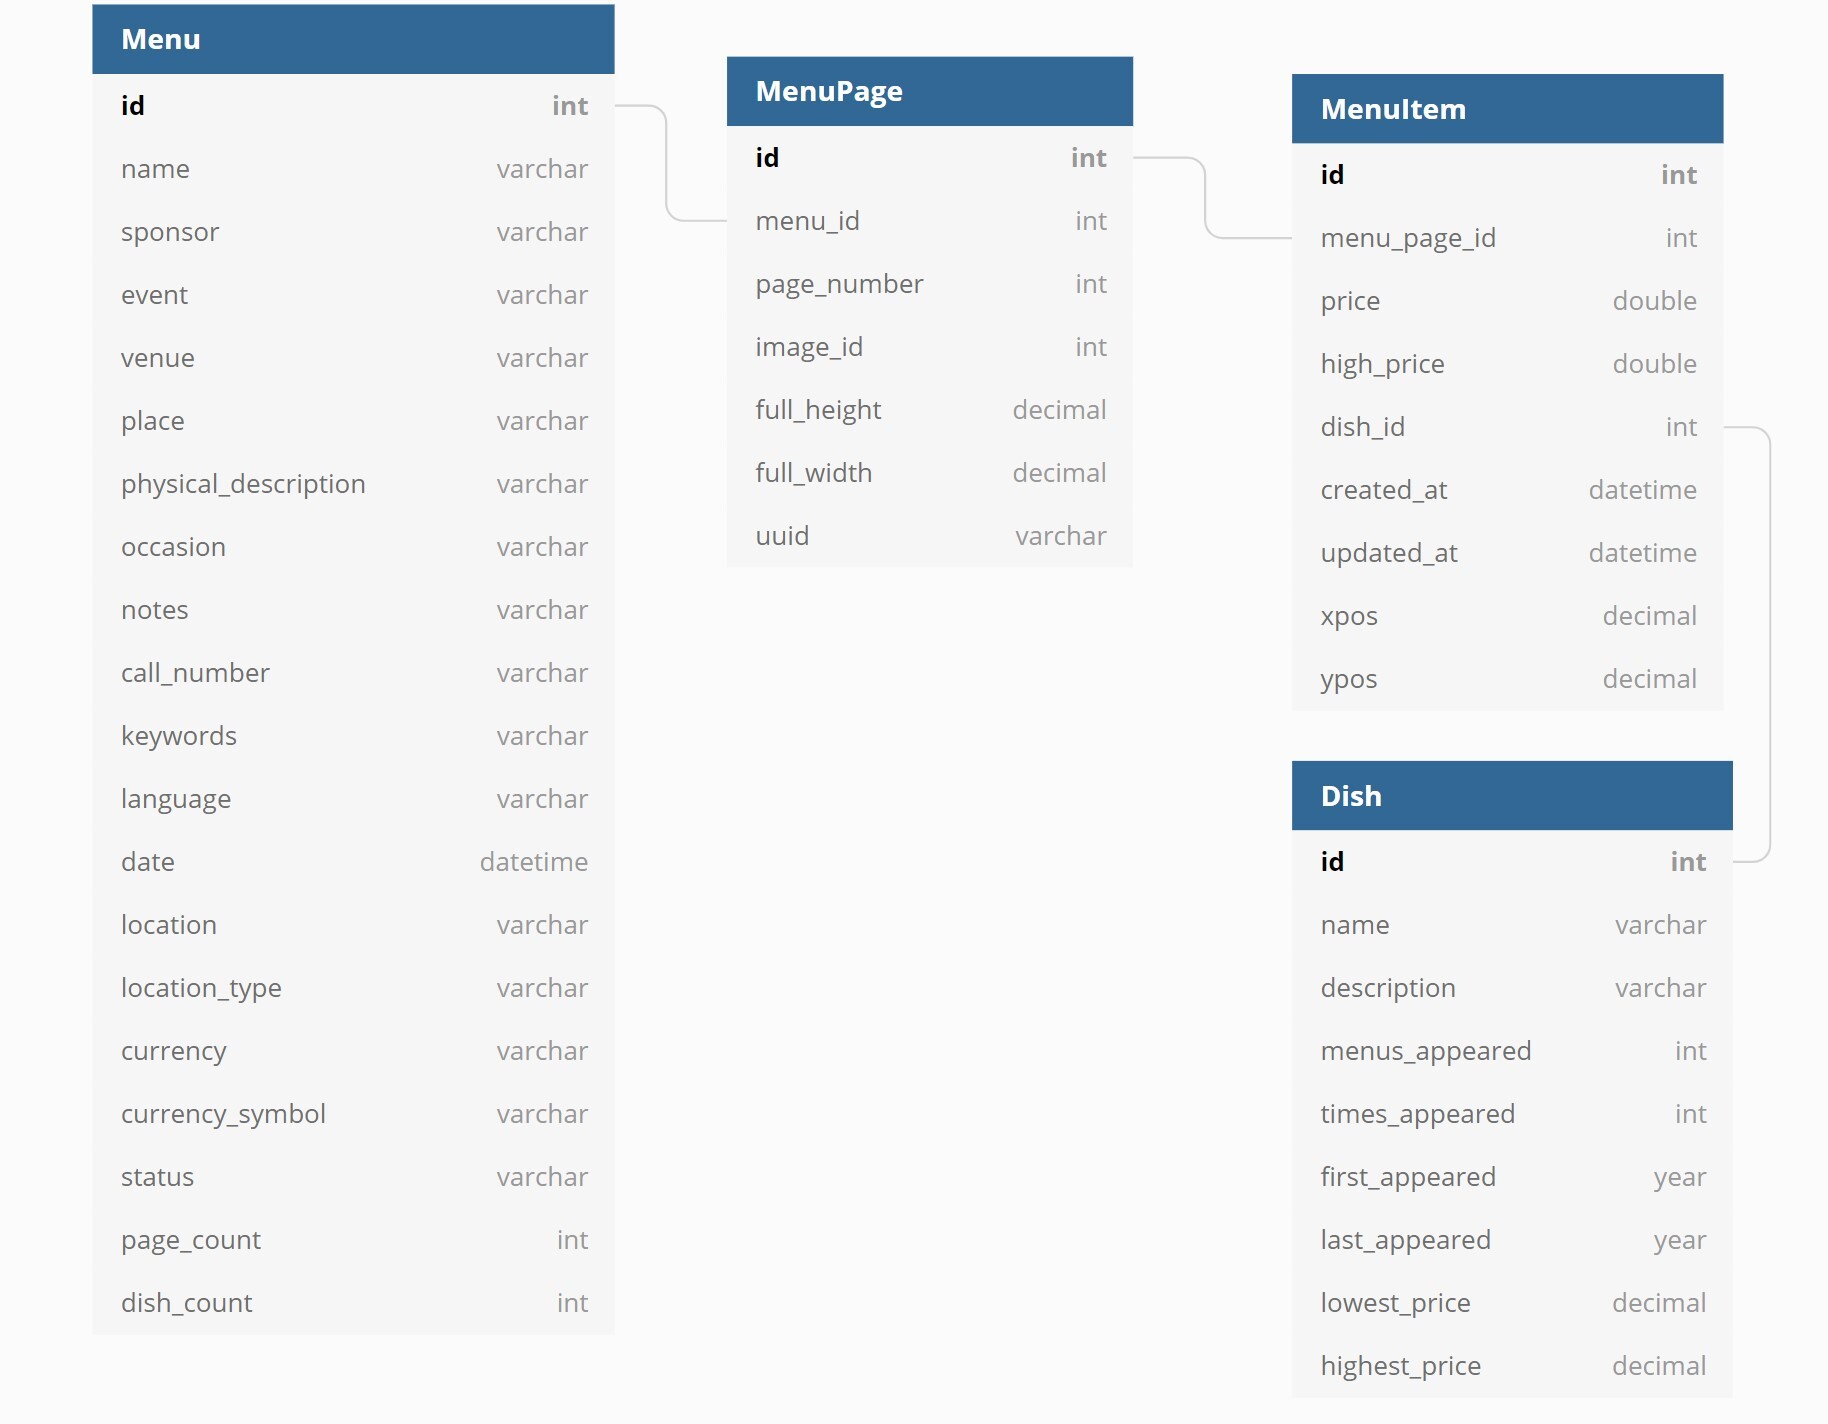 Menu
id int
name varchar
sponsor varchar
event varchar
venue varchar
place varchar
physical_description varchar
occasion varchar
notes varchar
call_number varchar
keywords varchar
language varchar
date datetime
location varchar
location_type varchar
currency varchar
currency_symbol varchar
status varchar
page_count int
dish_count int
MenuPage
id int
menu_id int
page_number int
image_id int
full_height decimal
full_width decimal
uuid varchar
MenuItem
id int
menu_page_id int
price double
high_price double
dish_id int
created_at datetime
updated_at datetime
xpos decimal
ypos decimal
Dish
id int
name varchar
description varchar
menus_appeared int
times_appeared int
first_appeared year
last_appeared year
lowest_price decimal
highest_price decimal